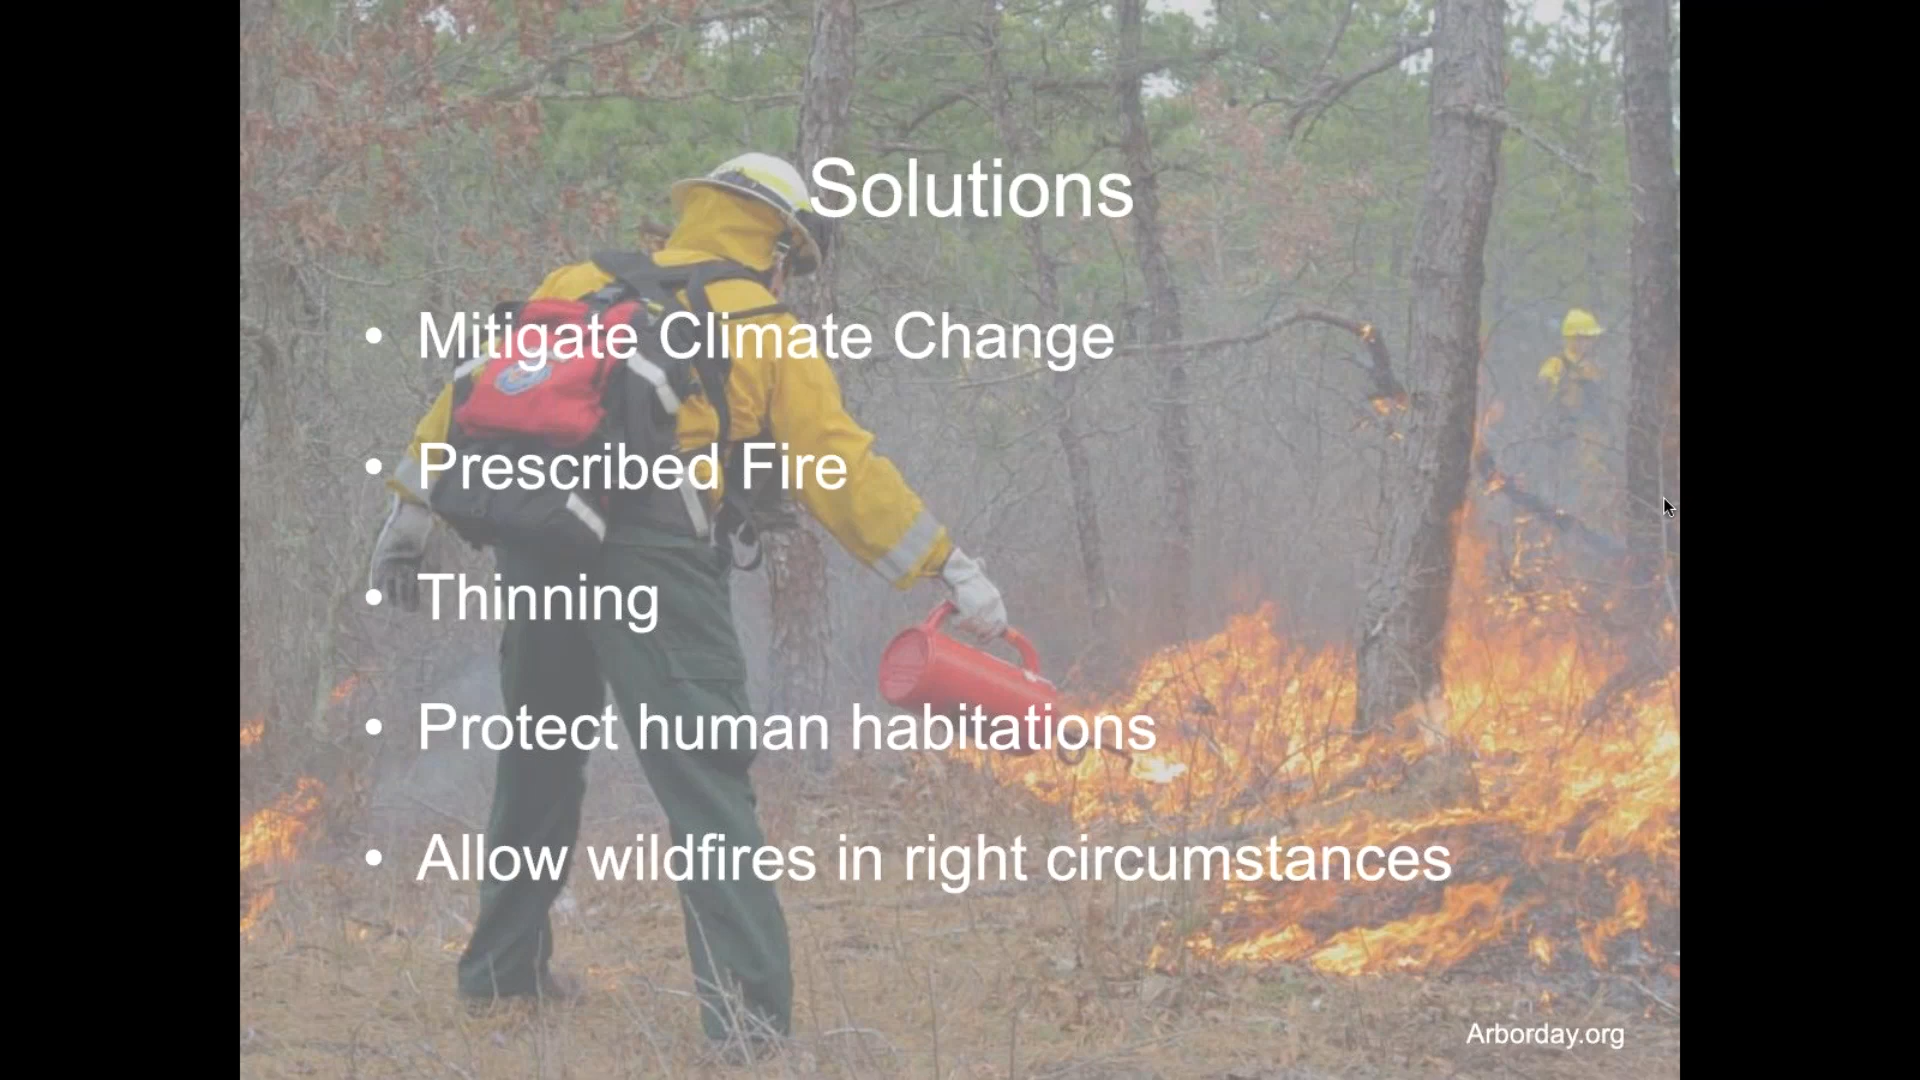 Solutions
• Mitigate Climate Change
• Prescribed Fire
• Thinning
• Protect human habitations
• Allow wildfires in right circumstances
Arborday.org